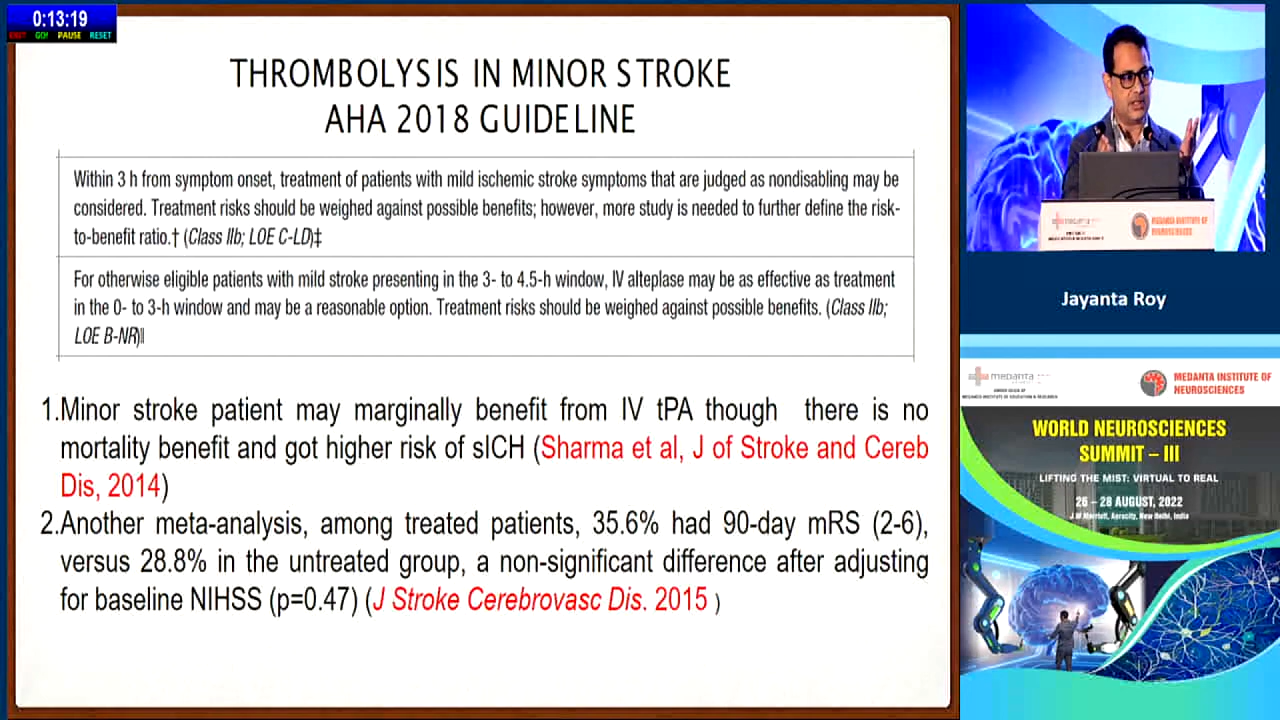 0:13:19
EXIT GO! PAUSE RESET
THROMBOLYSIS IN MINOR STROKE
AHA 2018 GUIDELINE
Within 3 h from symptom onset, treatment of patients with mild ischemic stroke symptoms that are judged as nondisabling may be
considered. Treatment risks should be weighed against possible benefits; however, more study is needed to further define the risk-
to-benefit ratio.† (Class IIb; LOE C-LD)‡
For otherwise eligible patients with mild stroke presenting in the 3- to 4.5-h window, IV alteplase may be as effective as treatment
in the 0- to 3-h window and may be a reasonable option. Treatment risks should be weighed against possible benefits. (Class IIb;
LOE B-NR)‖
1.Minor stroke patient may marginally benefit from IV tPA though there is no
mortality benefit and got higher risk of sICH (Sharma et al, J of Stroke and Cereb
Dis, 2014)
2.Another meta-analysis, among treated patients, 35.6% had 90-day mRS (2-6),
versus 28.8% in the untreated group, a non-significant difference after adjusting
for baseline NIHSS (p=0.47) (J Stroke Cerebrovasc Dis. 2015 )
MEDANTA INSTITUTE OF
NEUROSCIENCES
Jayanta Roy
medanta
MEDANTA INSTITUTE OF EDUCATION & RESEARCH
MEDANTA INSTITUTE OF
NEUROSCIENCES
WORLD NEUROSCIENCES
SUMMIT – III
LIFTING THE MIST: VIRTUAL TO REAL
26 – 28 AUGUST, 2022
J W Marriott, Aerocity, New Delhi, India